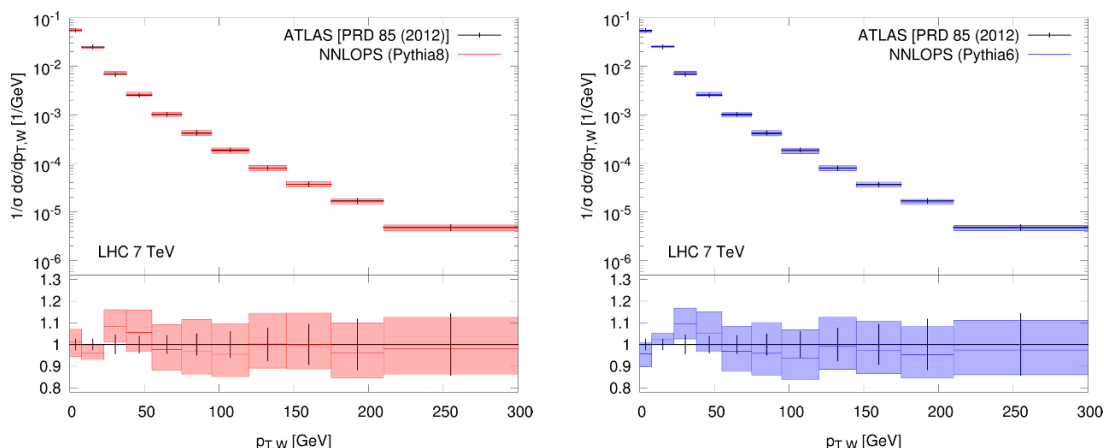 ATLAS [PRD 85 (2012)]
NNLOPS (Pythia8)
1/σ dσ/dpT,W [1/GeV]
10-1
10-2
10-3
10-4
10-5
10-6
LHC 7 TeV
1.3
1.2
1.1
1
0.9
0.8
0 50 100 150 200 250 300
pT,W [GeV]
ATLAS [PRD 85 (2012)
NNLOPS (Pythia6)
1/σ dσ/dpT,W [1/GeV]
10-1
10-2
10-3
10-4
10-5
10-6
LHC 7 TeV
1.3
1.2
1.1
1
0.9
0.8
0 50 100 150 200 250 300
pT,W [GeV]